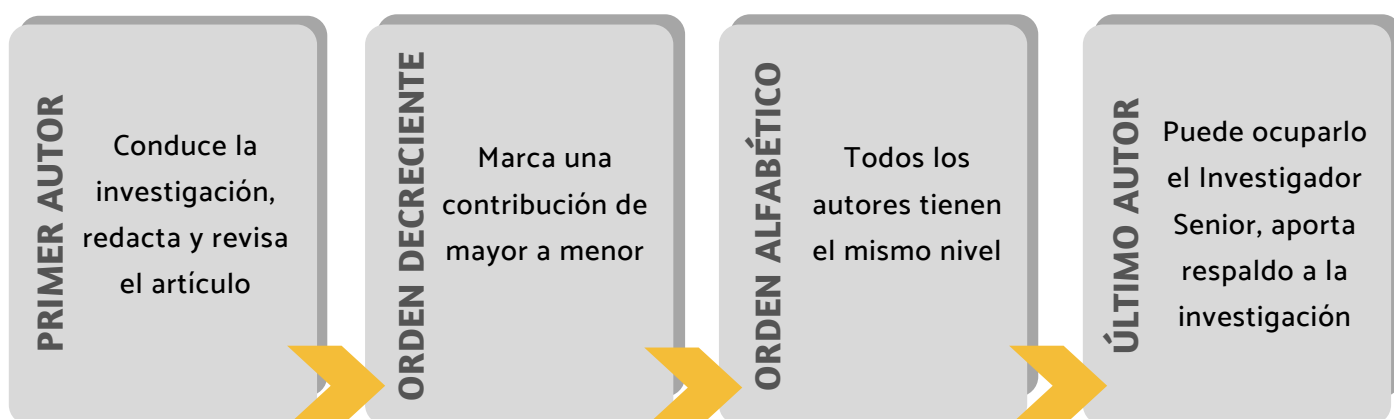 PRIMER AUTOR
Conduce la
investigación,
redacta y revisa
el artículo
ORDEN DECRECIENTE
Marca una
contribución de
mayor a menor
ORDEN ALFABÉTICO
Todos los
autores tienen
el mismo nivel
ÚLTIMO AUTOR
Puede ocuparlo
el Investigador
Senior, aporta
respaldo a la
investigación